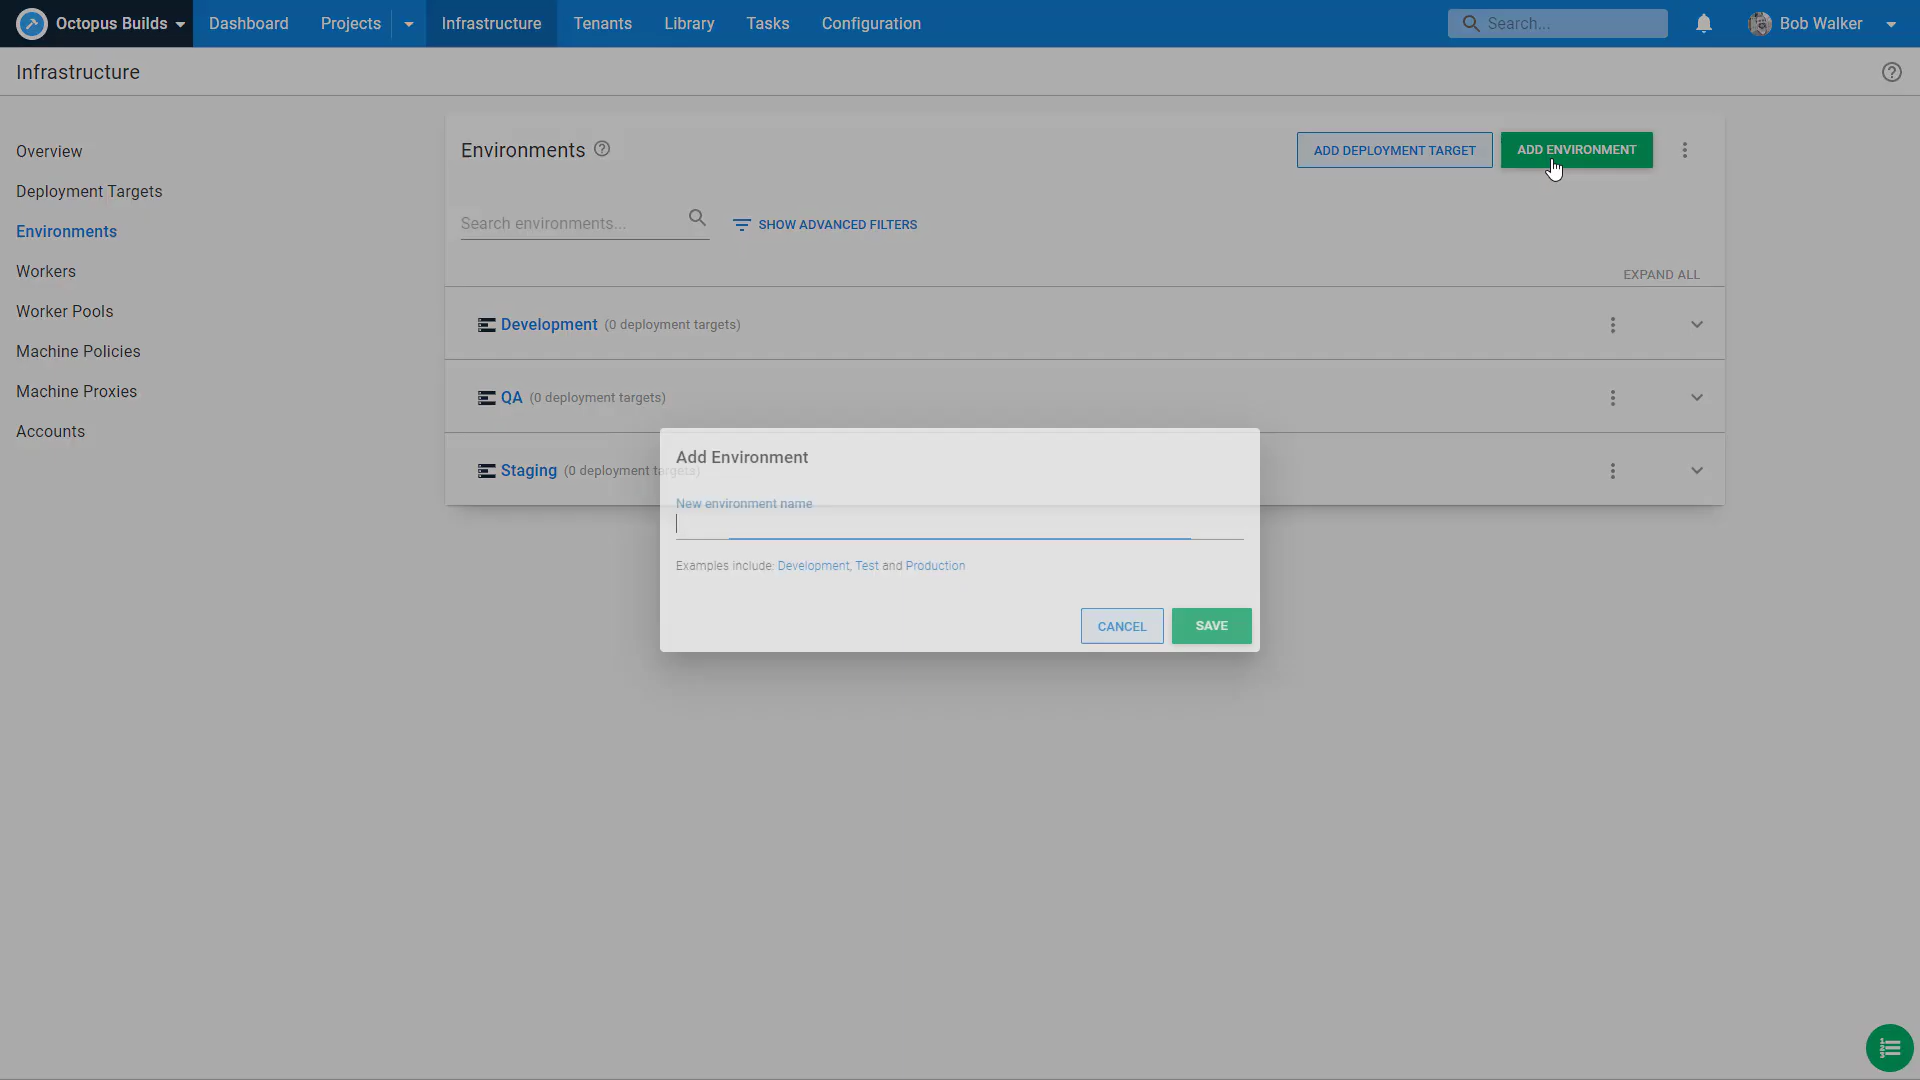 Octopus Builds
Dashboard
Projects
Infrastructure
Tenants
Library
Tasks
Configuration
Search...
Bob Walker
Infrastructure
Overview
Deployment Targets
Environments
Workers
Worker Pools
Machine Policies
Machine Proxies
Accounts
Environments
ADD DEPLOYMENT TARGET
ADD ENVIRONMENT
Search environments...
SHOW ADVANCED FILTERS
EXPAND ALL
Development (0 deployment targets)
QA (0 deployment targets)
Staging (0 deployment targets)
Add Environment
New environment name
Examples include: Development, Test and Production
CANCEL
SAVE